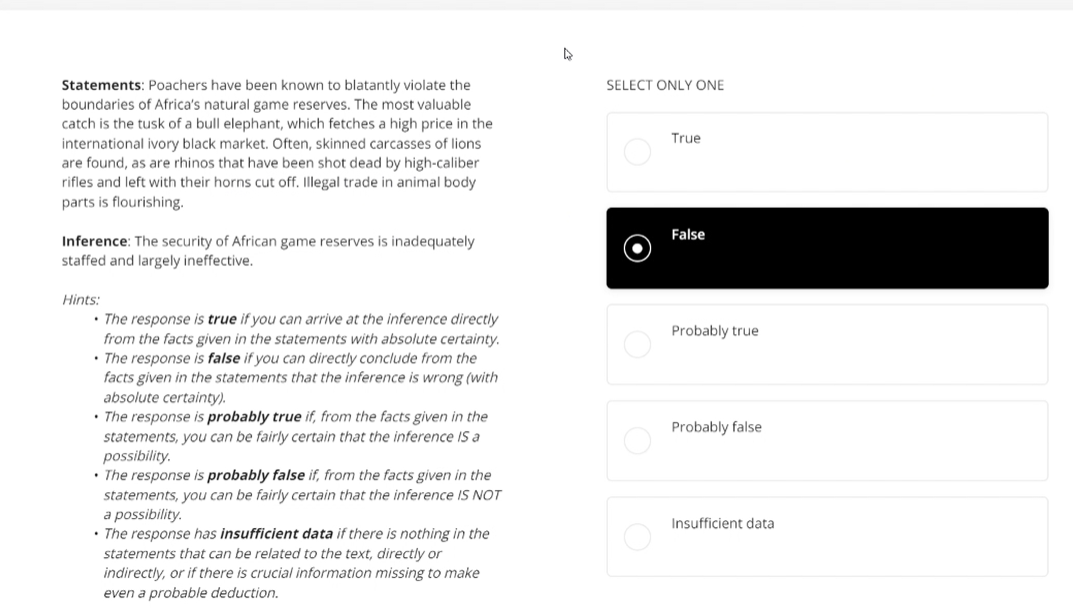 Statements: Poachers have been known to blatantly violate the
boundaries of Africa's natural game reserves. The most valuable
catch is the tusk of a bull elephant, which fetches a high price in the
international ivory black market. Often, skinned carcasses of lions
are found, as are rhinos that have been shot dead by high-caliber
rifles and left with their horns cut off. Illegal trade in animal body
parts is flourishing.
Inference: The security of African game reserves is inadequately
staffed and largely ineffective.
Hints:
• The response is true if you can arrive at the inference directly
from the facts given in the statements with absolute certainty.
• The response is false if you can directly conclude from the
facts given in the statements that the inference is wrong (with
absolute certainty).
• The response is probably true if, from the facts given in the
statements, you can be fairly certain that the inference IS a
possibility.
• The response is probably false if, from the facts given in the
statements, you can be fairly certain that the inference IS NOT
a possibility.
• The response has insufficient data if there is nothing in the
statements that can be related to the text, directly or
indirectly, or if there is crucial information missing to make
even a probable deduction.
SELECT ONLY ONE
True
False
Probably true
Probably false
Insufficient data